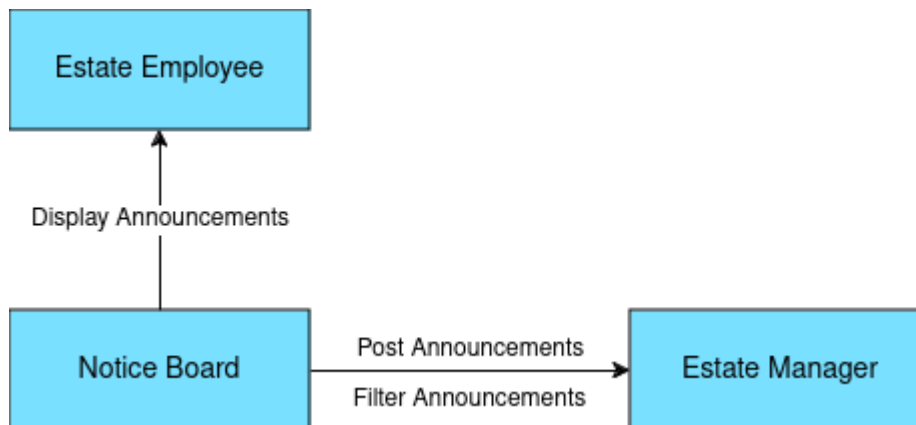 Estate Employee
Display Announcements
Notice Board
Post Announcements
Filter Announcements
Estate Manager